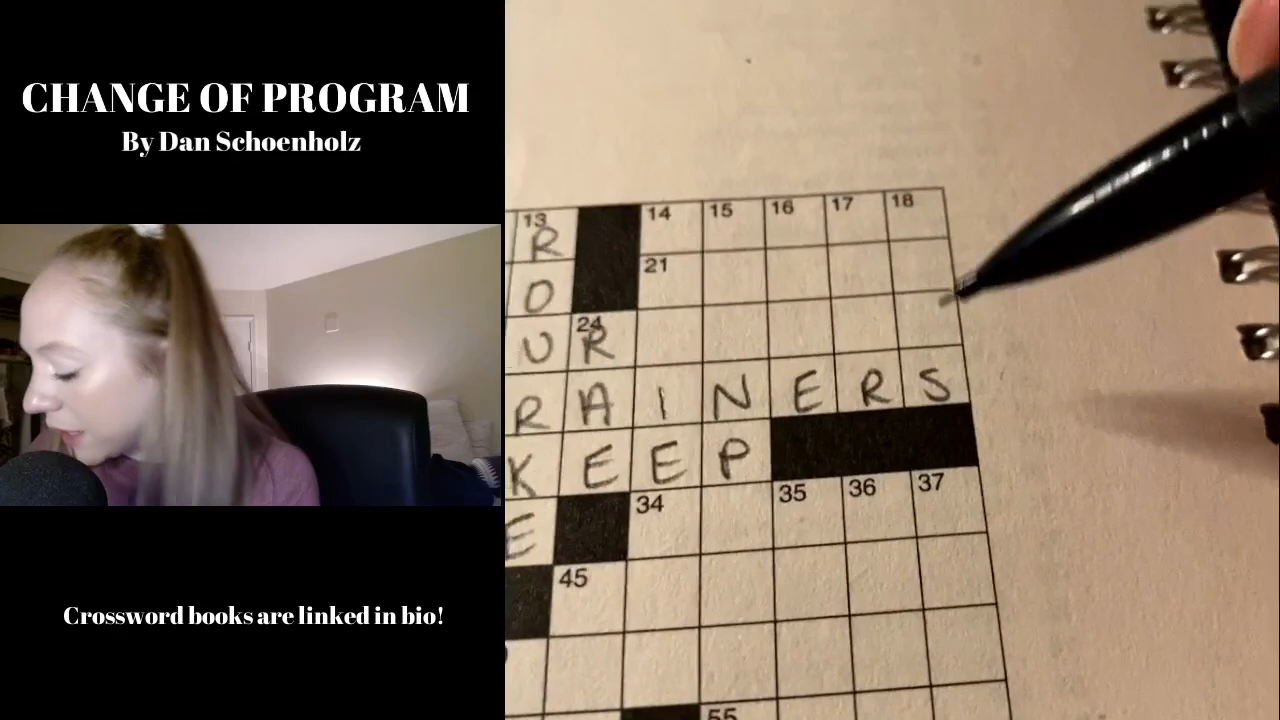 CHANGE OF PROGRAM
By Dan Schoenholz
13 14 15 16 17 18
R
21
O
24
U R
R A I N E R S
K E E P
34 35 36 37
E
45
55
Crossword books are linked in bio!